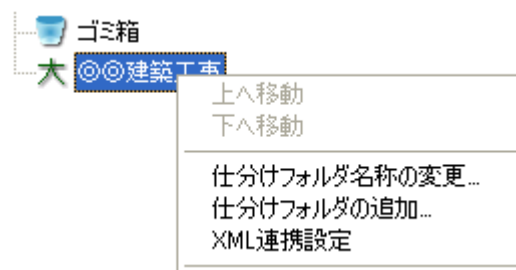 ゴミ箱
大 ◎◎建築工事
上へ移動
下へ移動
仕分けフォルダ名称の変更...
仕分けフォルダの追加...
XML連携設定